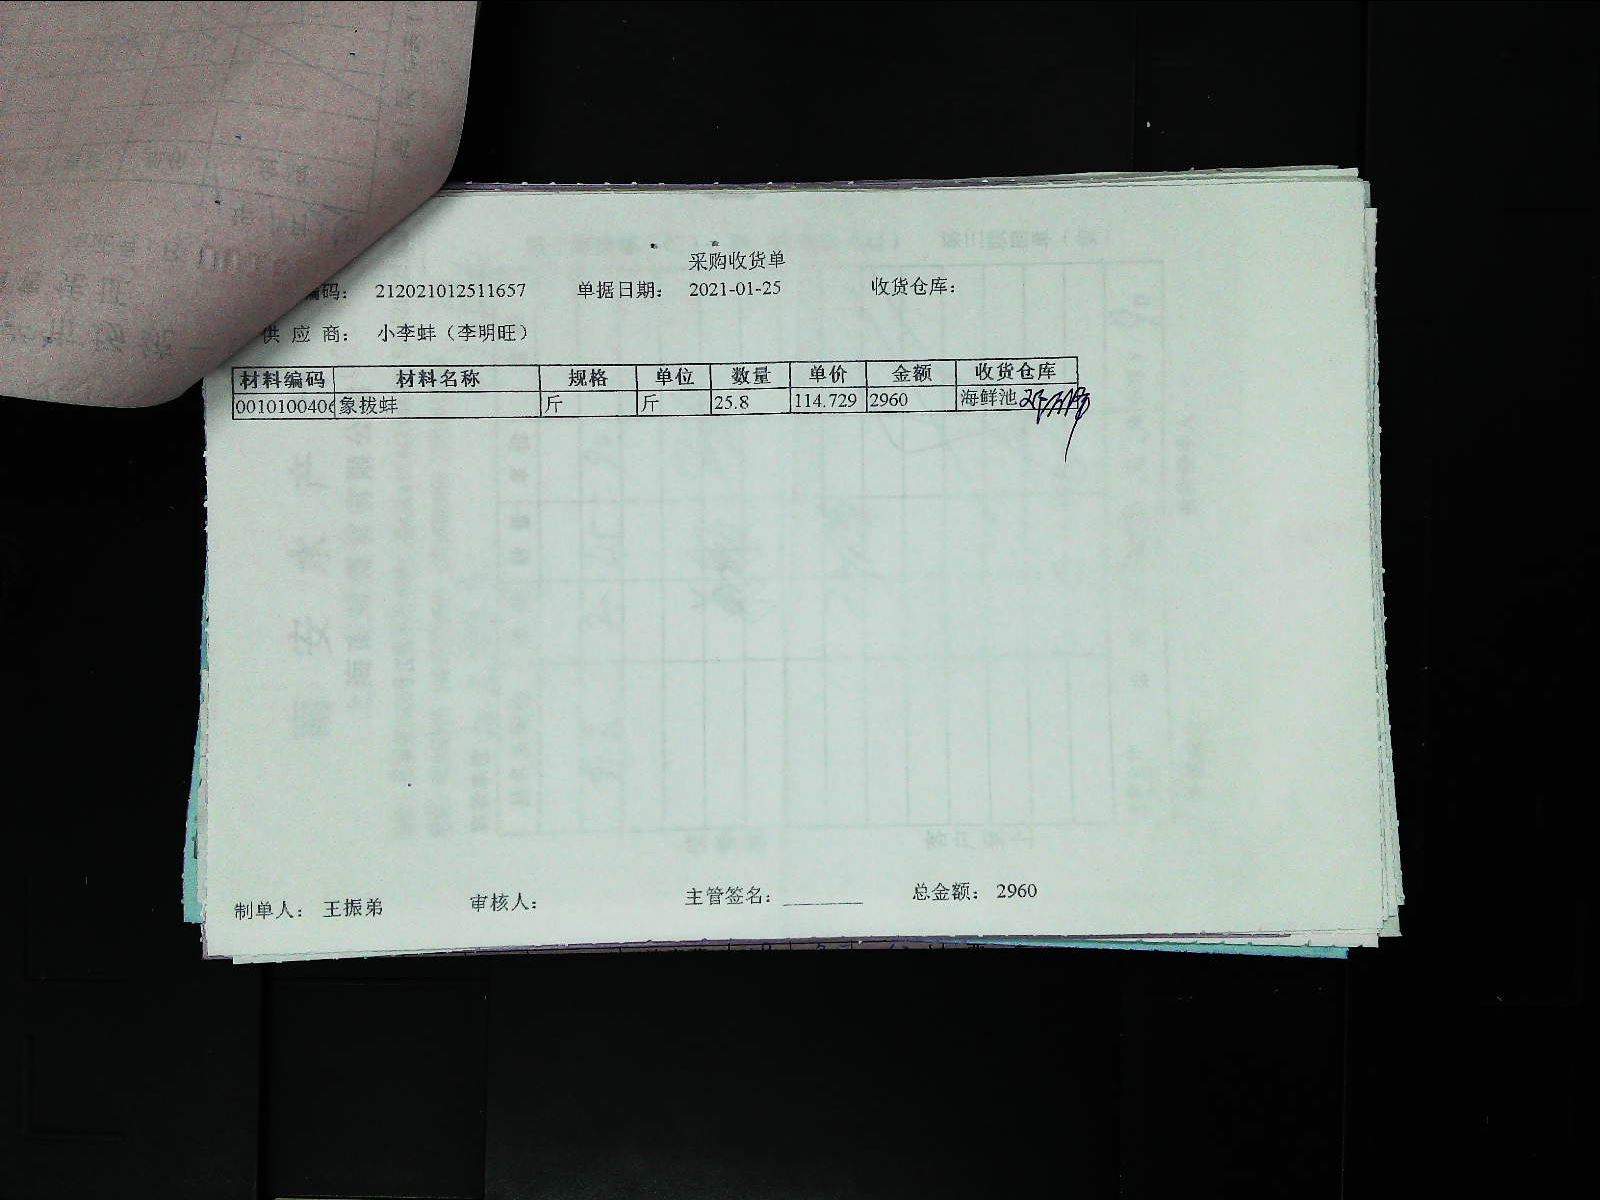 采购收货单
编码： 212021012511657 单据日期： 2021-01-25 收货仓库：
供 应 商： 小李蚌（李明旺）
材料编码 材料名称 规格 单位 数量 单价 金额 收货仓库
0010100406 象拔蚌 斤 斤 25.8 114.729 2960 海鲜池
制单人： 王振弟 审核人： 主管签名： 总金额： 2960